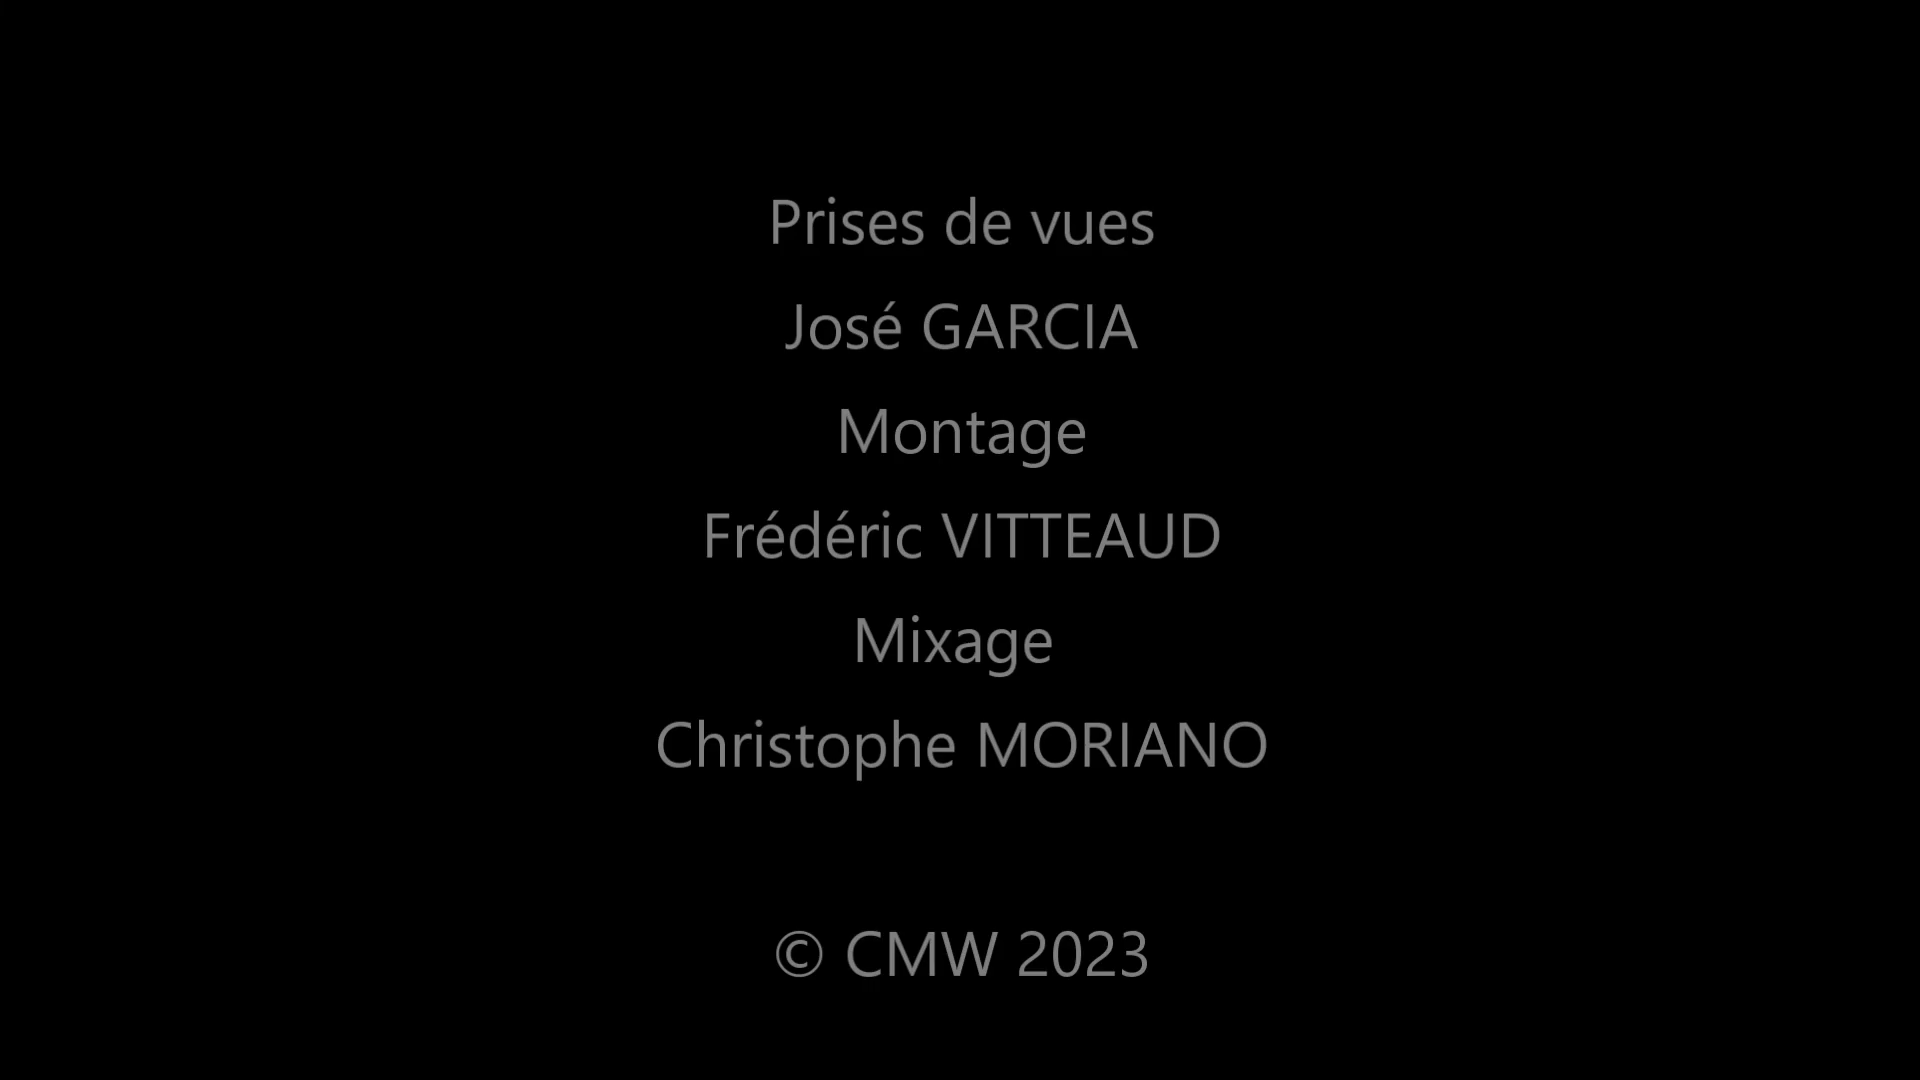 Prises de vues
José GARCIA
Montage
Frédéric VITTEAUD
Mixage
Christophe MORIANO
© CMW 2023